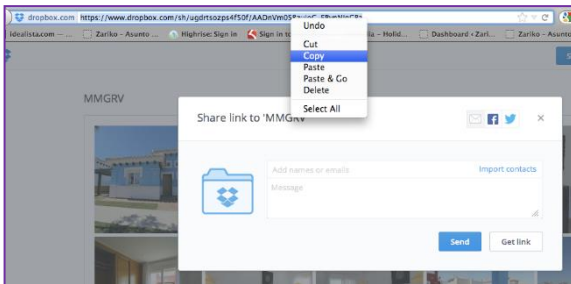 dropbox.com https://www.dropbox.com/sh/
idealista.com — ... Zariko – Asunto ... Highrise: Sign in Sign in to – Holid... Dashboard ‹ Zari... Zariko – Asunto
Undo
Cut
Copy
Paste
Paste & Go
Delete
Select All
MMGRV
Share link to 'MMGRV'
Add names or emails
Import contacts
Message
Send
Get link